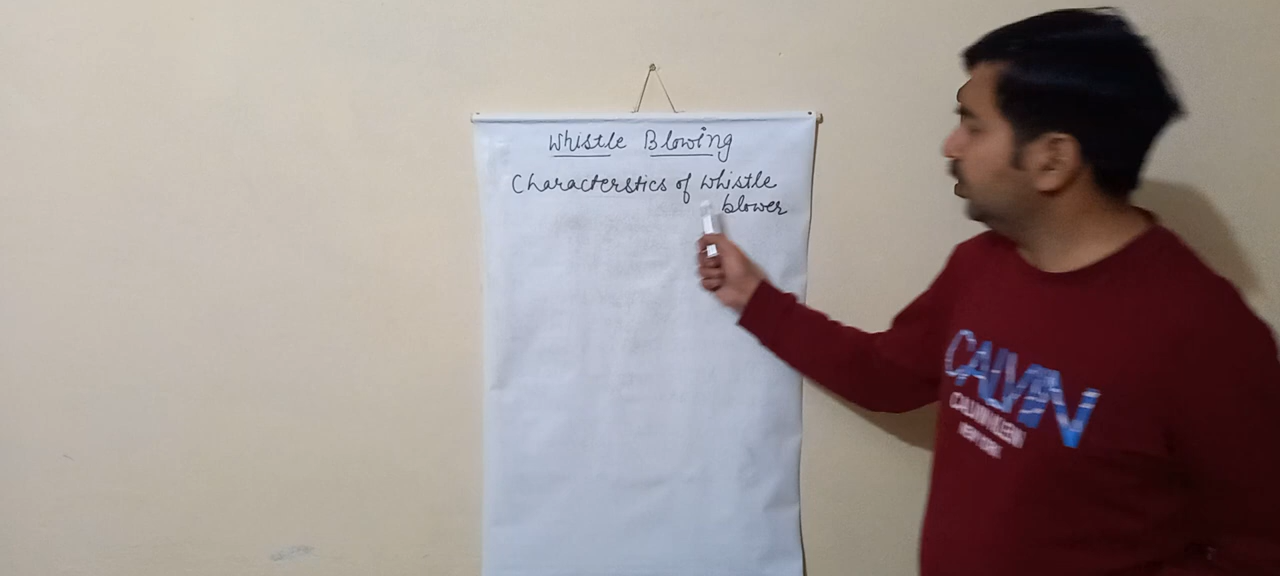 Whistle Blowing
Characterstics of whistle
blower
CALVIN
CALVIN KLEIN
NEW YORK